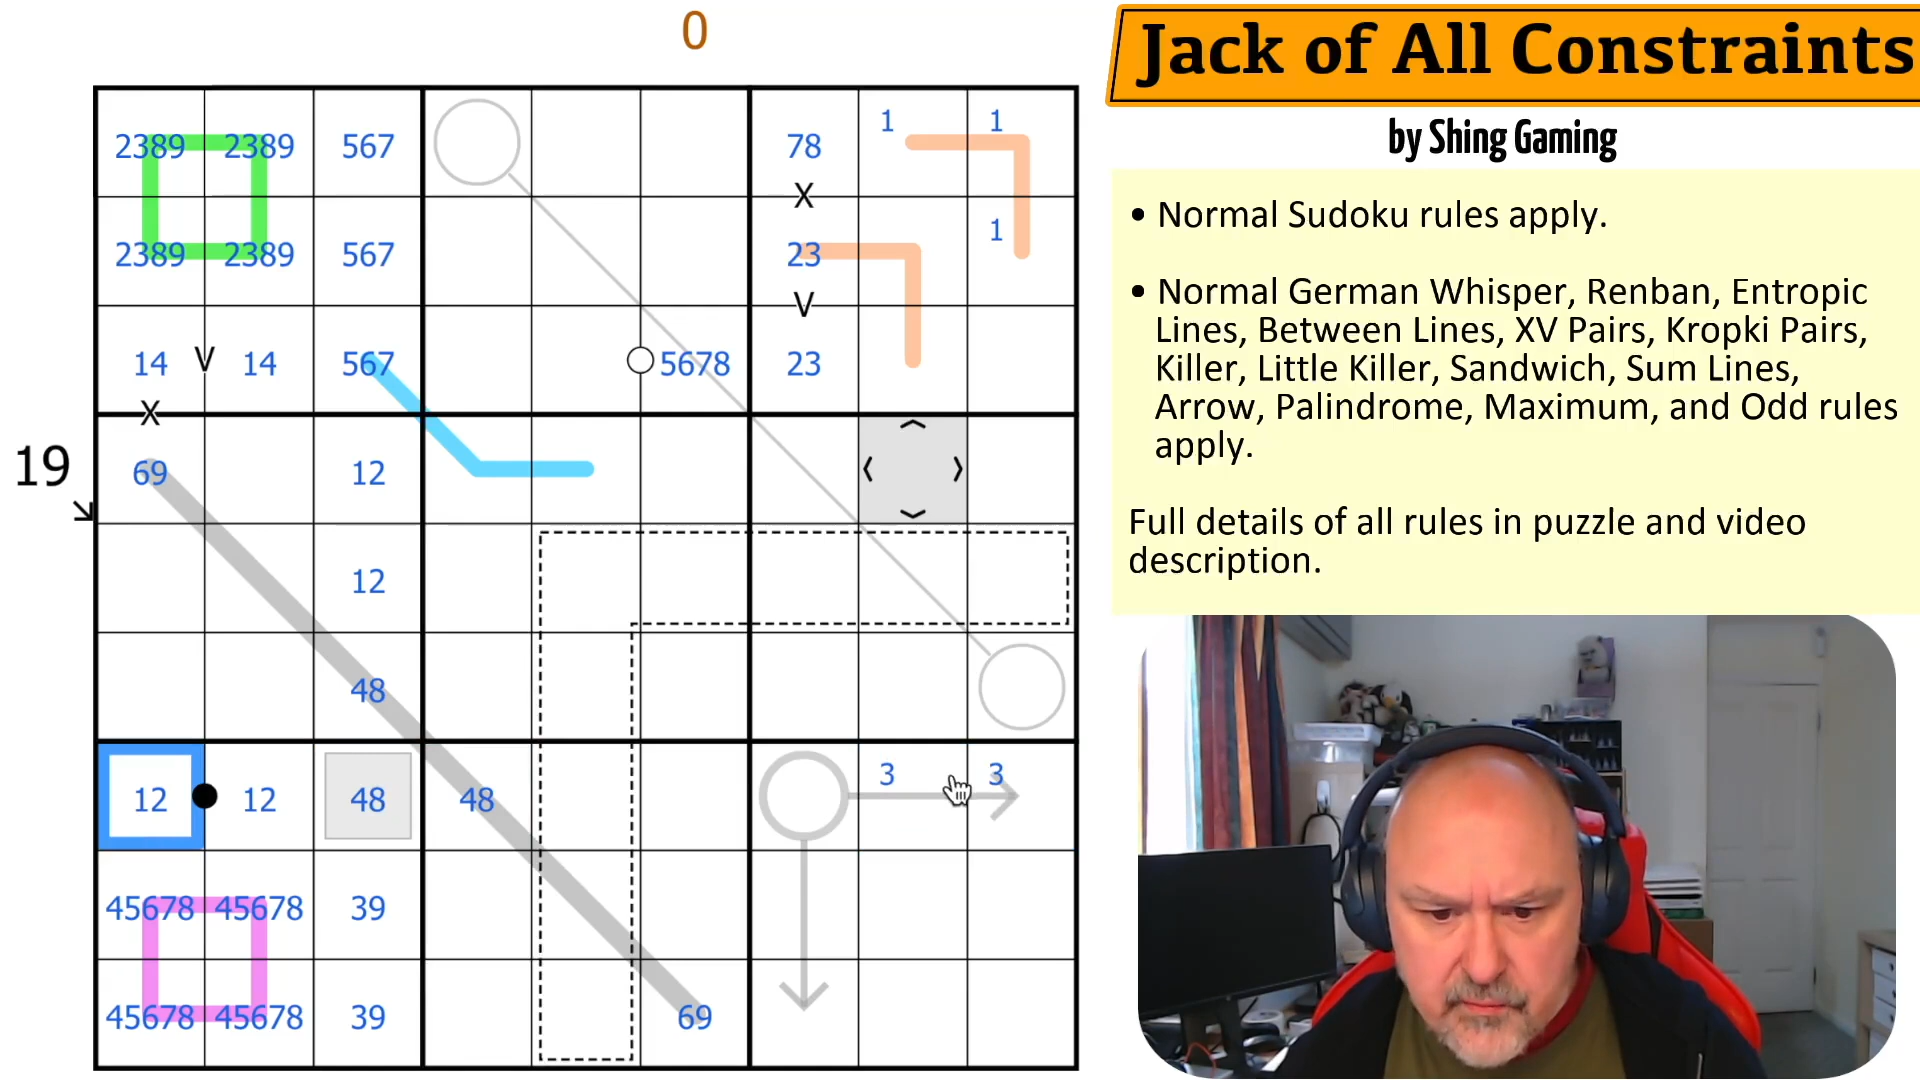 0
Jack of All Constraints
by Shing Gaming
• Normal Sudoku rules apply.
• Normal German Whisper, Renban, Entropic
Lines, Between Lines, XV Pairs, Kropki Pairs,
Killer, Little Killer, Sandwich, Sum Lines,
Arrow, Palindrome, Maximum, and Odd rules
apply.
Full details of all rules in puzzle and video
description.
1 1
2389 2389 567 78
X
1
2389 2389 567 23
V
14 V 14 567 5678 23
X
19 69 12
12
48
3 3
12 12 48 48
45678 45678 39
45678 45678 39 69